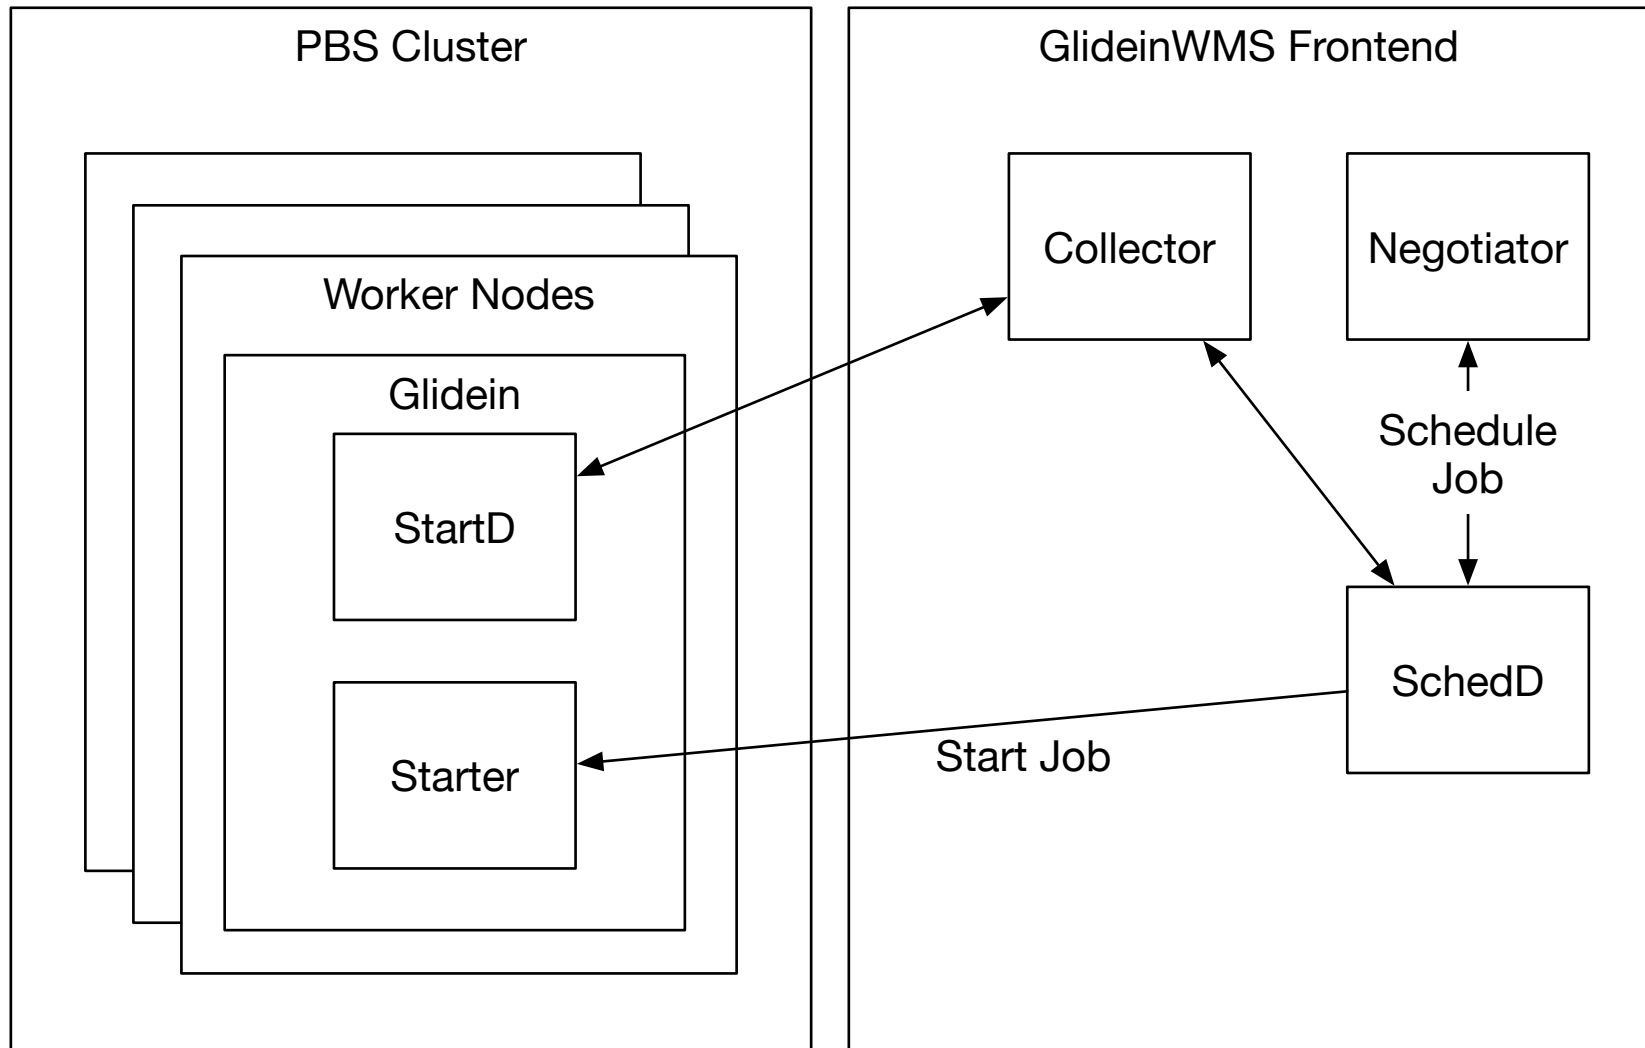 PBS Cluster
GlideinWMS Frontend
Worker Nodes
Glidein
StartD
Starter
Collector
Negotiator
Schedule
Job
SchedD
Start Job